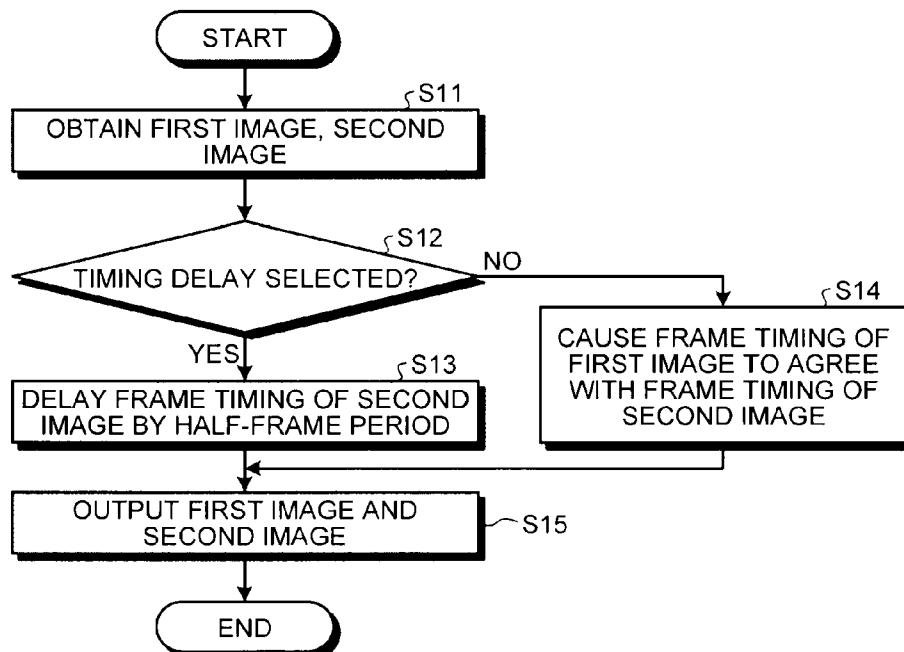 START
S11
OBTAIN FIRST IMAGE, SECOND
IMAGE
S12
TIMING DELAY SELECTED?
NO
YES
S14
CAUSE FRAME TIMING OF
FIRST IMAGE TO AGREE
WITH FRAME TIMING OF
SECOND IMAGE
S13
DELAY FRAME TIMING OF SECOND
IMAGE BY HALF-FRAME PERIOD
OUTPUT FIRST IMAGE AND
SECOND IMAGE
S15
END